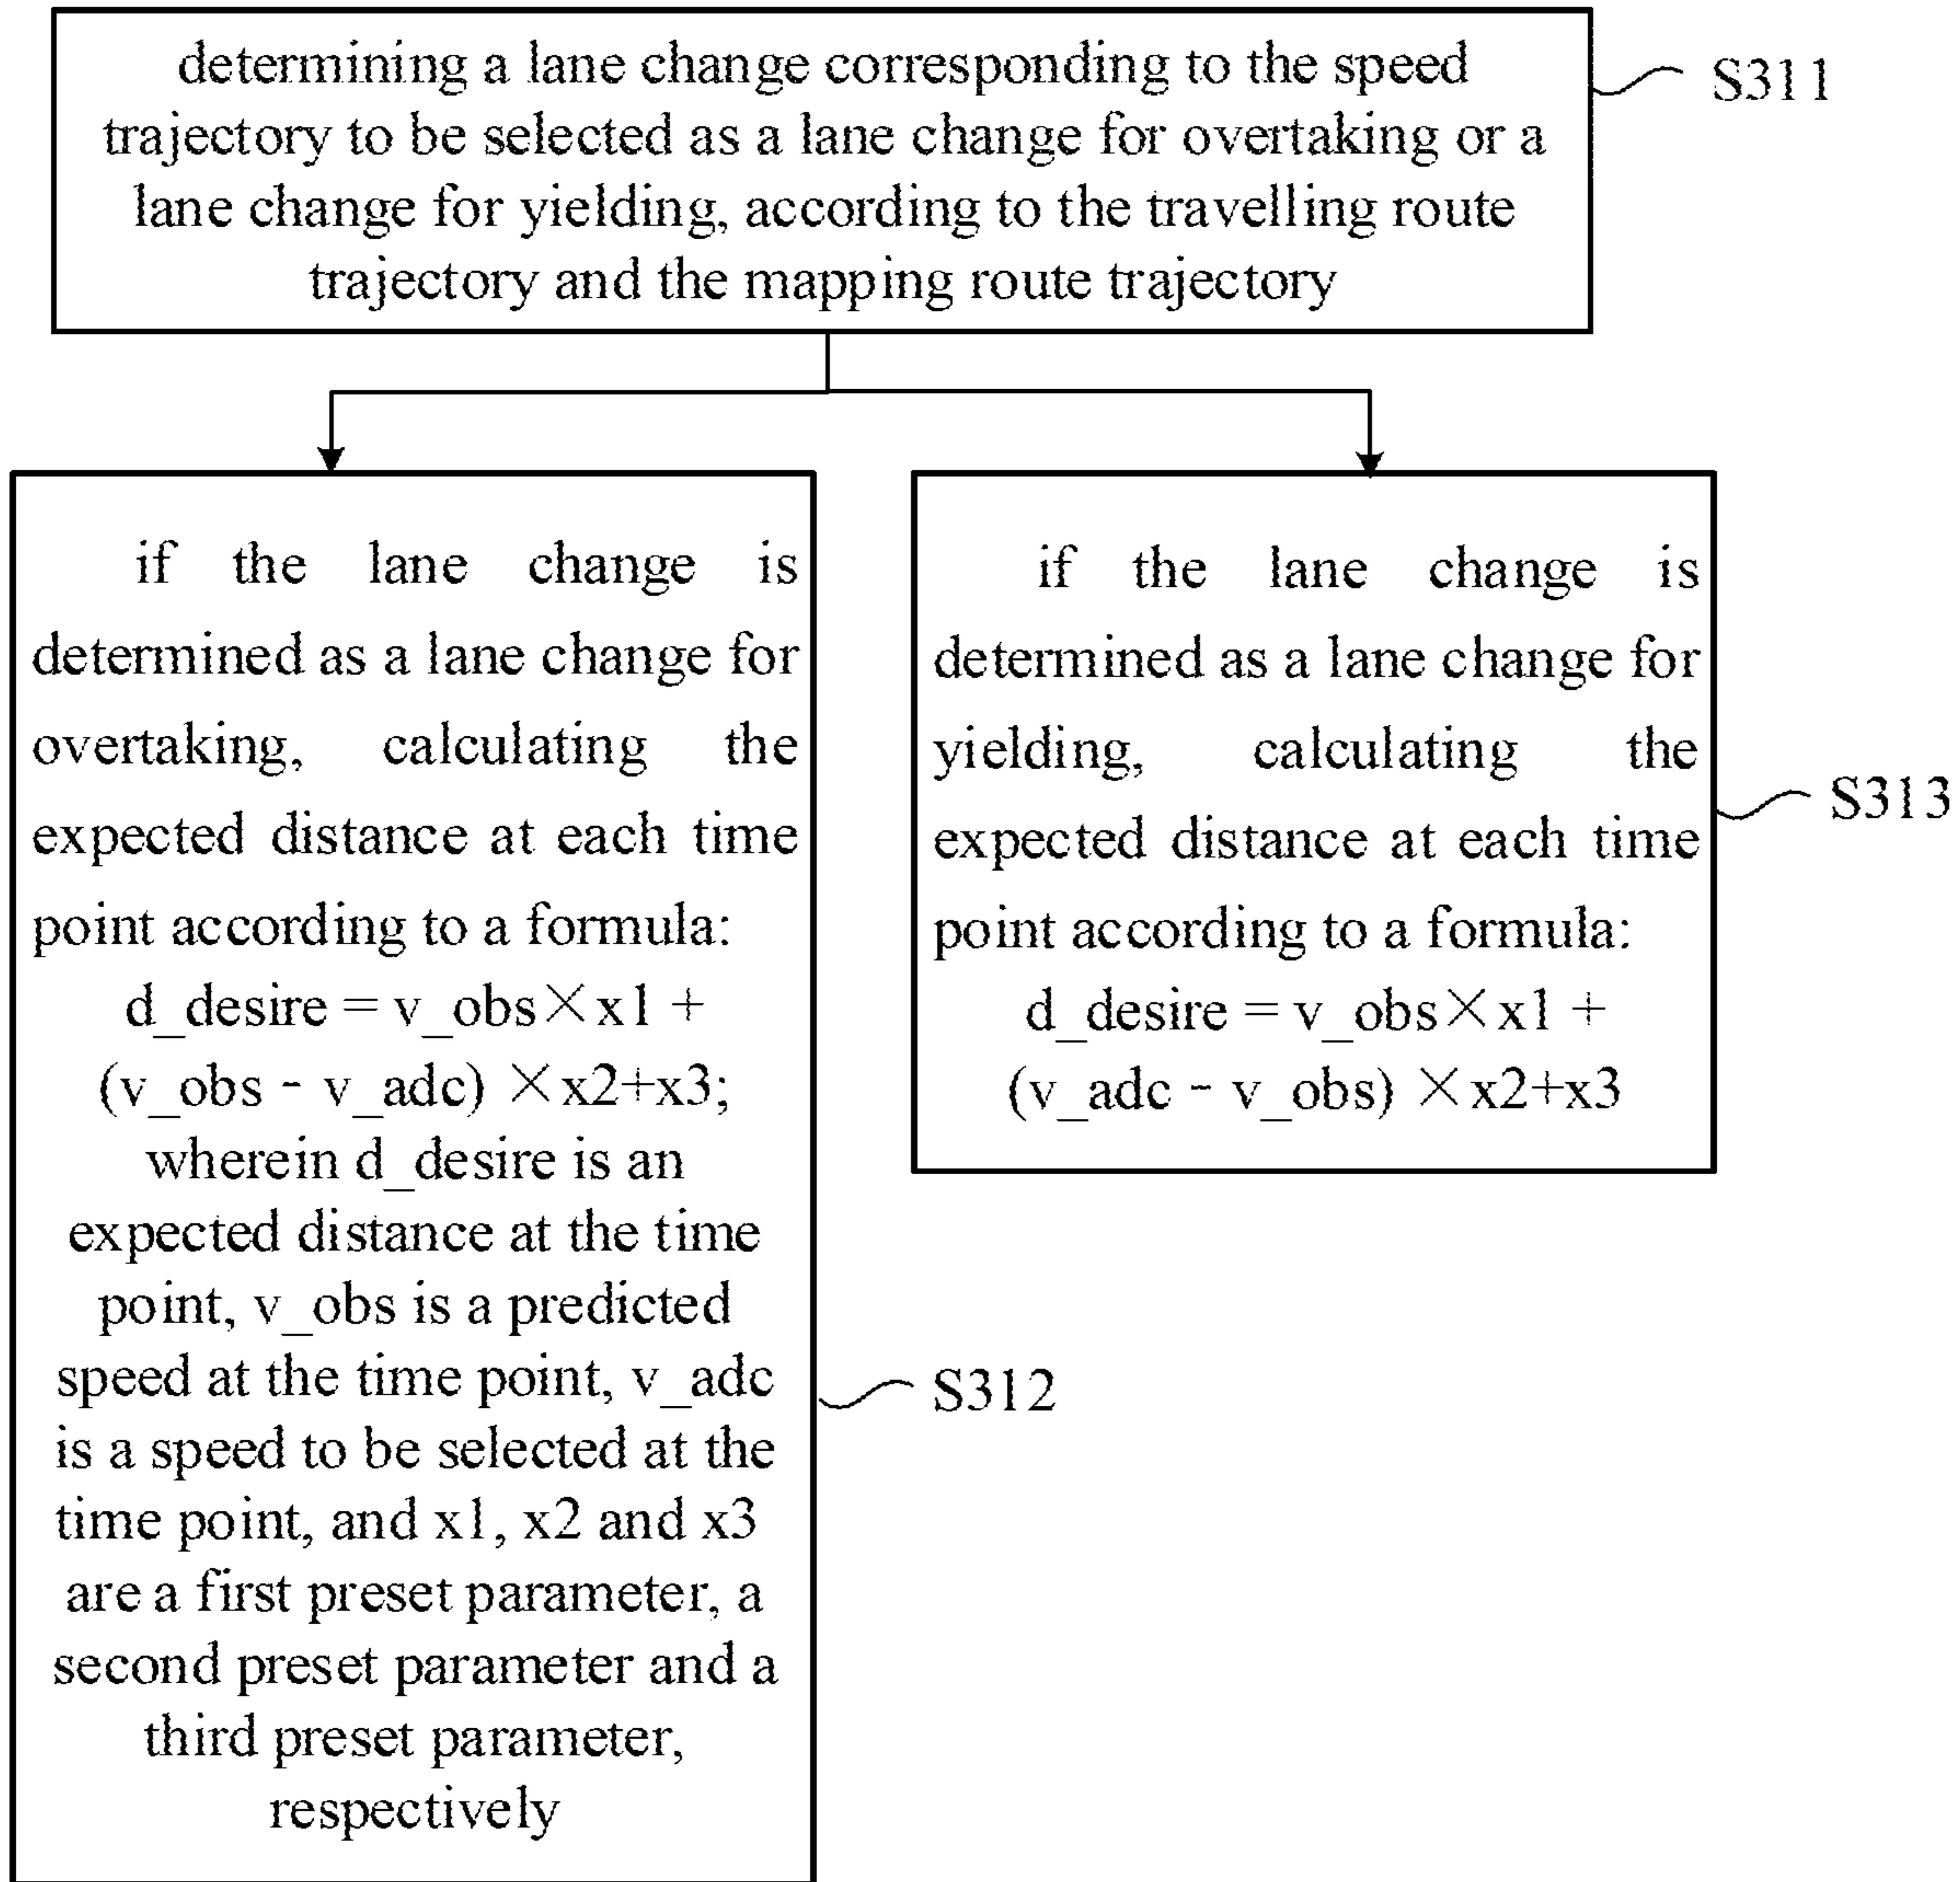 determining a lane change corresponding to the speed
trajectory to be selected as a lane change for overtaking or a
lane change for yielding, according to the travelling route
trajectory and the mapping route trajectory
S311
if the lane change is
determined as a lane change for
overtaking, calculating the
expected distance at each time
point according to a formula:
d_desire = v_obs×x1 +
(v_obs - v_adc) ×x2+x3;
wherein d_desire is an
expected distance at the time
point, v_obs is a predicted
speed at the time point, v_adc
is a speed to be selected at the
time point, and x1, x2 and x3
are a first preset parameter, a
second preset parameter and a
third preset parameter,
respectively
S312
if the lane change is
determined as a lane change for
yielding, calculating the
expected distance at each time
point according to a formula:
d_desire = v_obs×x1 +
(v_adc - v_obs) ×x2+x3
S313